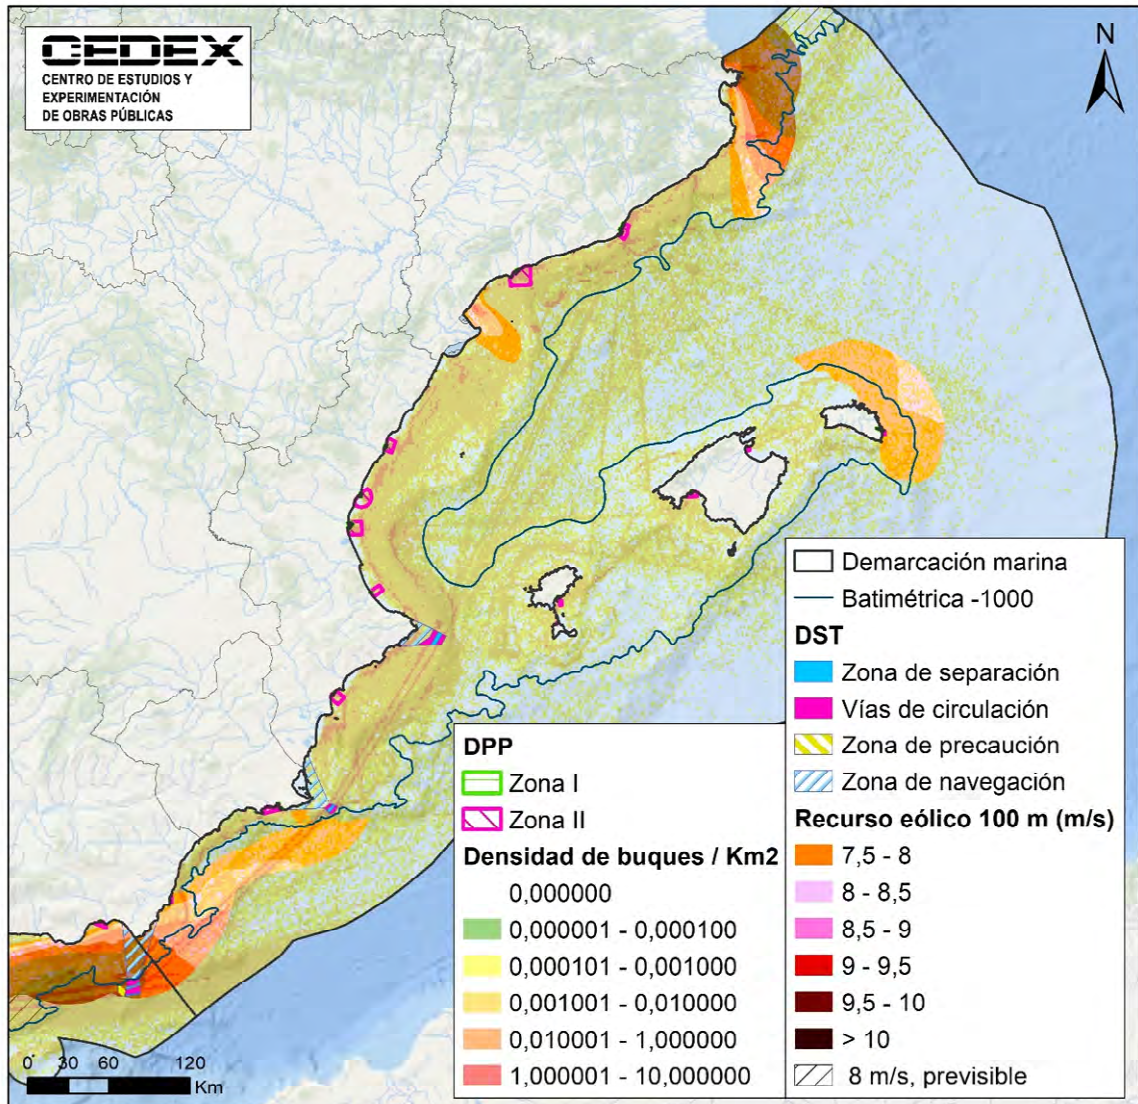 CEDEX
CENTRO DE ESTUDIOS Y
EXPERIMENTACIÓN
DE OBRAS PÚBLICAS
N
Demarcación marina
Batimétrica -1000
DST
Zona de separación
Vías de circulación
Zona de precaución
Zona de navegación
Recurso eólico 100 m (m/s)
7,5 - 8
8 - 8,5
8,5 - 9
9 - 9,5
9,5 - 10
> 10
8 m/s, previsible
DPP
Zona I
Zona II
Densidad de buques / Km2
0,000000
0,000001 - 0,000100
0,000101 - 0,001000
0,001001 - 0,010000
0,010001 - 1,000000
1,000001 - 10,000000
0 30 60 120
Km